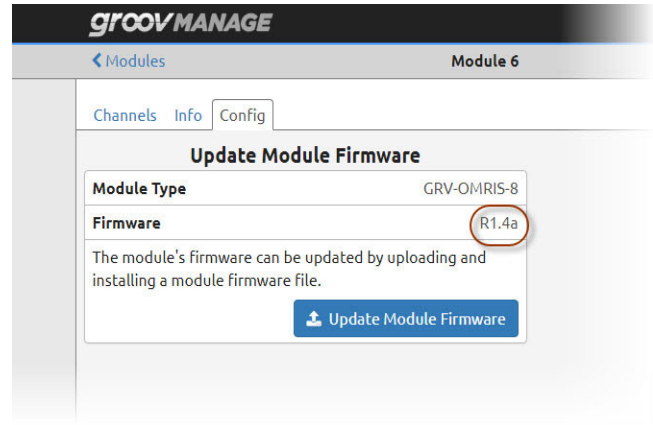 groov MANAGE
Modules Module 6
Channels Info Config
Update Module Firmware
Module Type GRV-OMRIS-8
Firmware R1.4a
The module's firmware can be updated by uploading and
installing a module firmware file.
Update Module Firmware